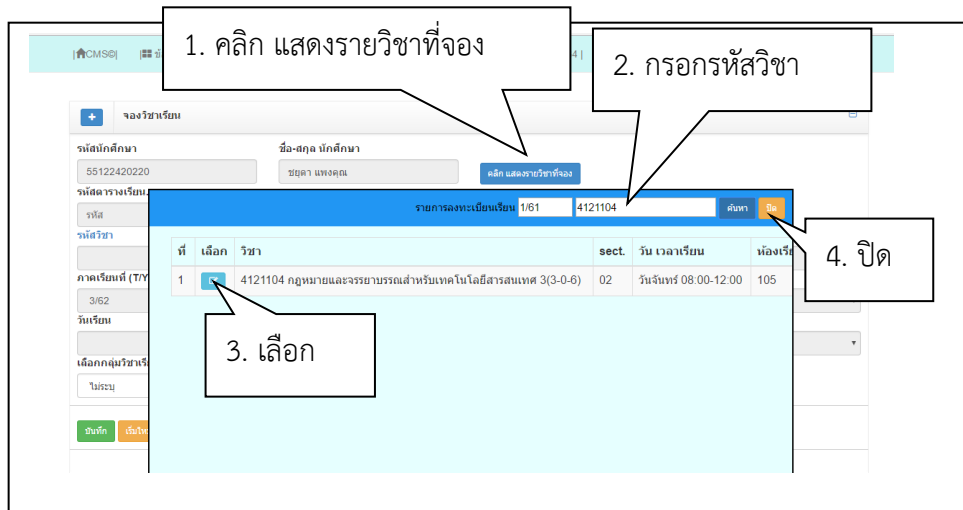 1. คลิก แสดงรายวิชาที่จอง
2. กรอกรหัสวิชา
|CMS©| |
4|
จองวิชาเรียน
รหัสนักศึกษา ชื่อ-สกุล นักศึกษา
55122420220 ชยุดา แพงคุณ คลิก แสดงรายวิชาที่จอง
รหัสตารางเรียน
รหัส
รายการลงทะเบียนเรียน 1/61 4121104 ค้นหา ปิด
รหัสวิชา
ที่ เลือก วิชา sect. วัน เวลาเรียน ห้องเรี
4. ปิด
ภาคเรียนที่ (T/Y
1 4121104 กฎหมายและจรรยาบรรณสำหรับเทคโนโลยีสารสนเทศ 3(3-0-6) 02 วันจันทร์ 08:00-12:00 105
3/62
วันเรียน
3. เลือก
เลือกกลุ่มวิชาเรี
ไม่ระบุ
บันทึก เริ่มให